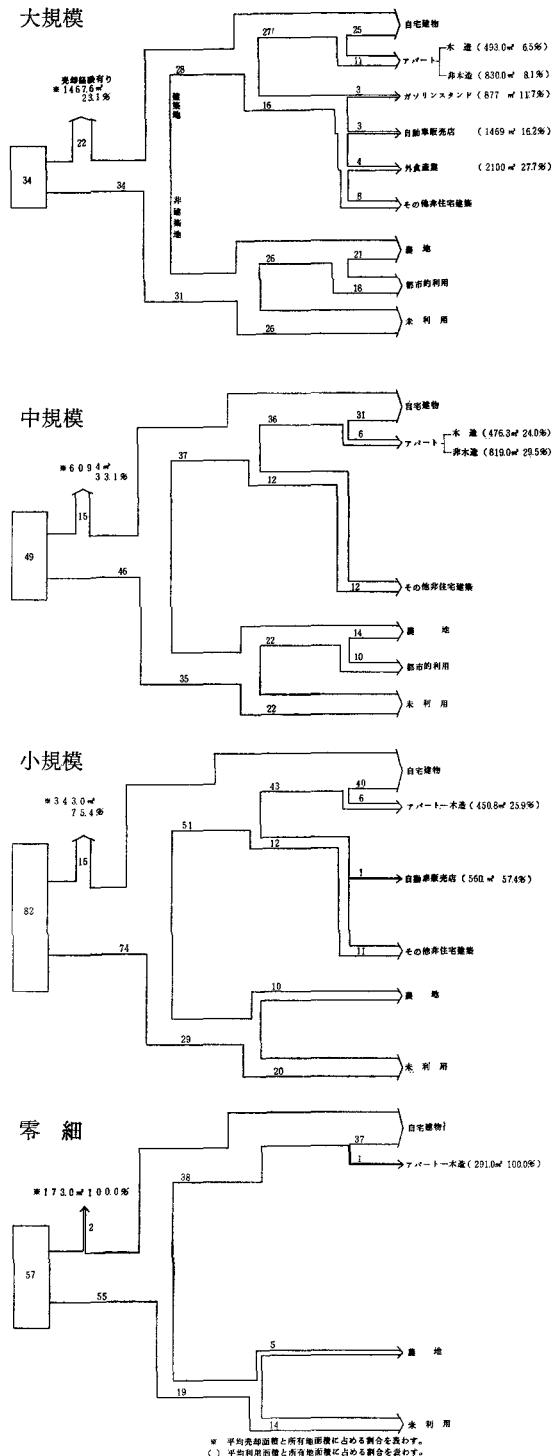 大規模
自宅建物
25
27
木造 (493.0㎡ 6.5%)
アパート
11
非木造 (830.0㎡ 8.1%)
売却経験有り
※1467.6㎡
23.1%
28
3
ガソリンスタンド (877㎡ 11.7%)
建築地
16
22
3
自動車販売店 (1469㎡ 16.2%)
34
4
外食産業 (2100㎡ 27.7%)
34
8
その他非住宅建築
非建築地
農地
21
26
都市的利用
18
31
未利用
26
中規模
自宅建物
31
36
木造 (476.3㎡ 24.0%)
6
アパート
非木造 (819.0㎡ 29.5%)
37
※6094㎡
33.1%
12
15
49
46
その他非住宅建築
12
農地
14
22
10
都市的利用
35
未利用
22
小規模
自宅建物
40
43
6
アパート―木造 (450.8㎡ 25.9%)
※343.0㎡
75.4%
51
12
15
1
自動車販売店 (560.㎡ 57.4%)
82
74
その他非住宅建築
11
10
農地
29
未利用
20
零細
自宅建物
37
1
アパート―木造 (291.0㎡ 100.0%)
38
※173.0㎡ 100.0%
2
57
55
5
農地
19
未利用
14
※ 平均売却面積と所有地面積に占める割合を表わす。
( ) 平均利用面積と所有地面積に占める割合を表わす。